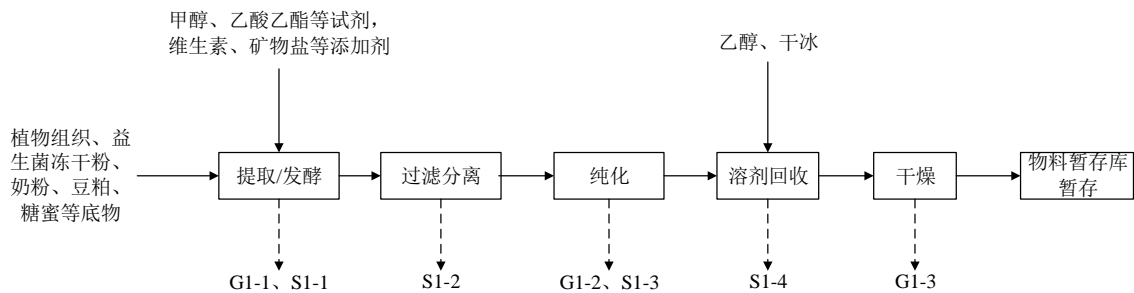 甲醇、乙酸乙酯等试剂，
维生素、矿物盐等添加剂
乙醇、干冰
植物组织、益
生菌冻干粉、
奶粉、豆粕、
糖蜜等底物
提取/发酵
过滤分离
纯化
溶剂回收
干燥
物料暂存库
暂存
G1-1、S1-1
S1-2
G1-2、S1-3
S1-4
G1-3